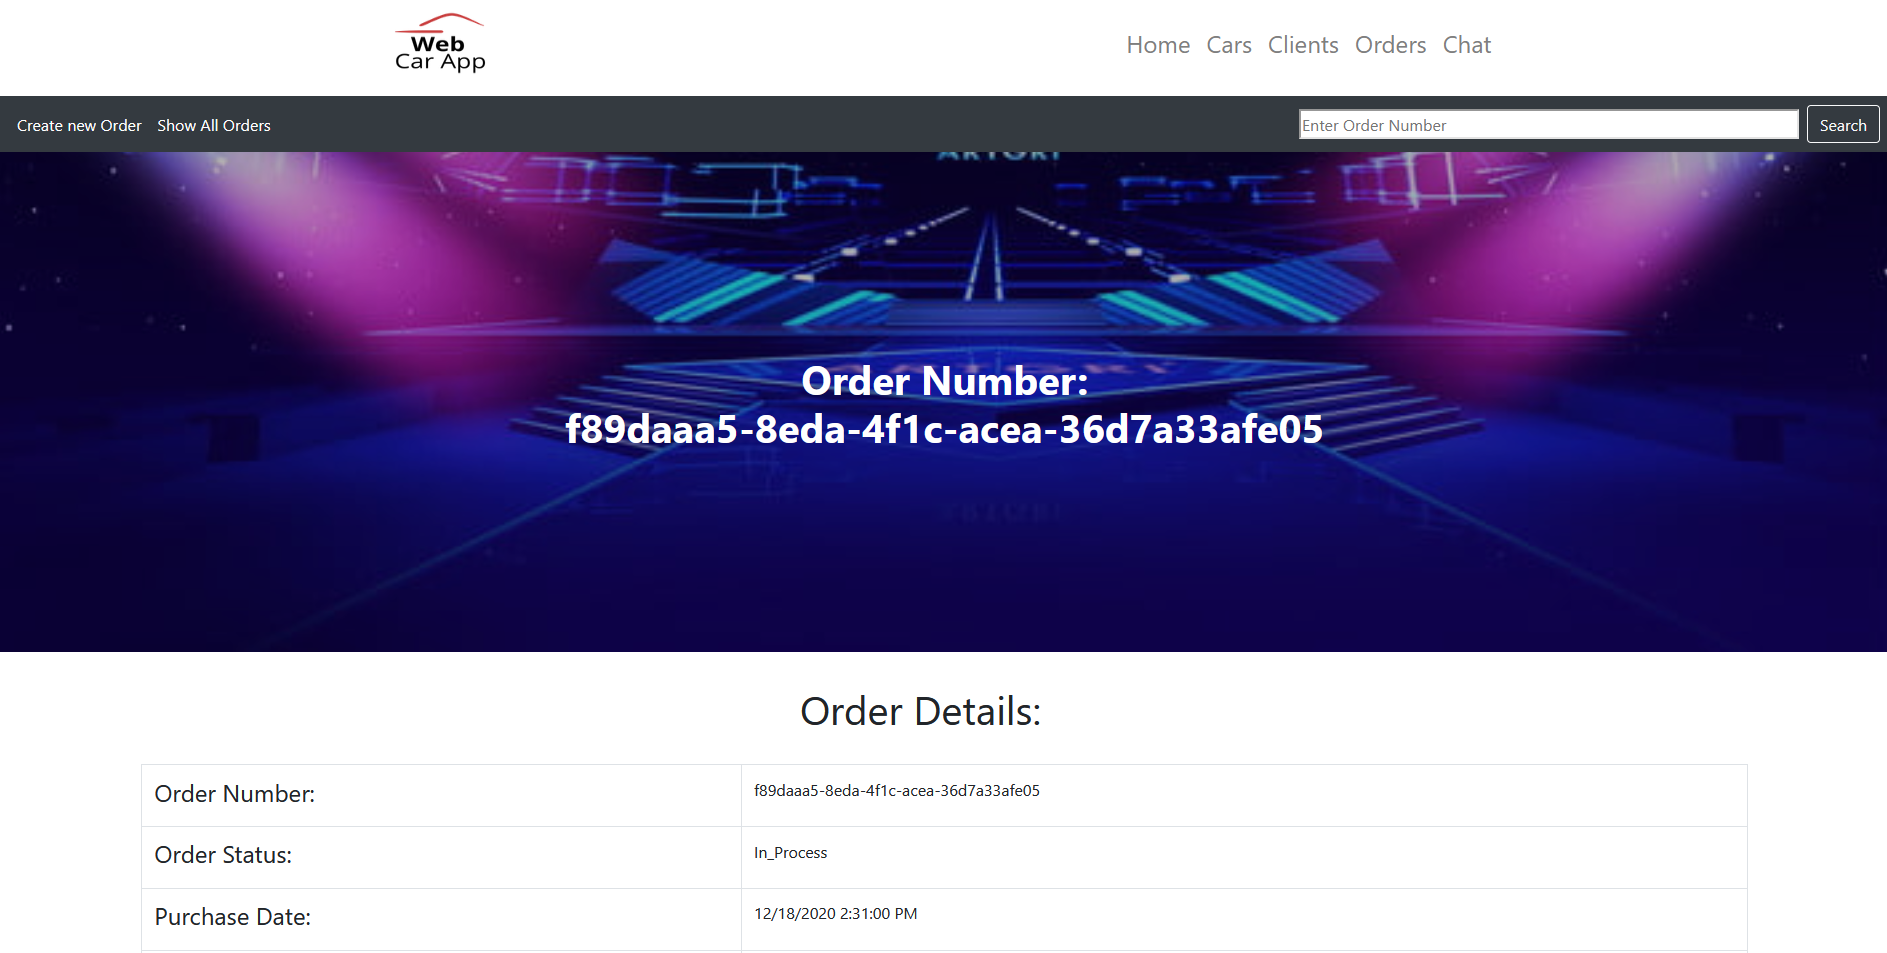 Web
Car App
Home Cars Clients Orders Chat
Create new Order Show All Orders
Enter Order Number Search
Order Number:
f89daaa5-8eda-4f1c-acea-36d7a33afe05
Order Details:
Order Number: f89daaa5-8eda-4f1c-acea-36d7a33afe05
Order Status: In_Process
Purchase Date: 12/18/2020 2:31:00 PM